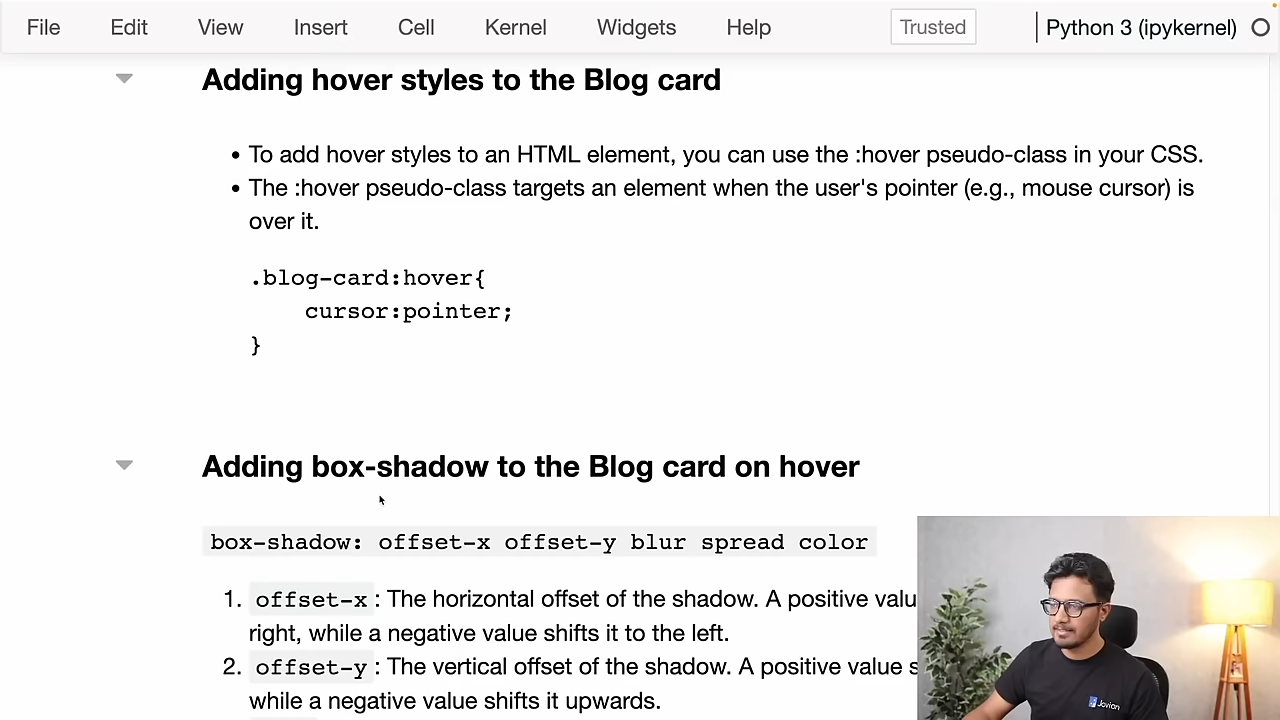 File Edit View Insert Cell Kernel Widgets Help Trusted Python 3 (ipykernel)
Adding hover styles to the Blog card
• To add hover styles to an HTML element, you can use the :hover pseudo-class in your CSS.
• The :hover pseudo-class targets an element when the user's pointer (e.g., mouse cursor) is
over it.
.blog-card:hover{
cursor:pointer;
}
Adding box-shadow to the Blog card on hover
box-shadow: offset-x offset-y blur spread color
1. offset-x : The horizontal offset of the shadow. A positive valu
right, while a negative value shifts it to the left.
2. offset-y : The vertical offset of the shadow. A positive value s
while a negative value shifts it upwards.
Jovian